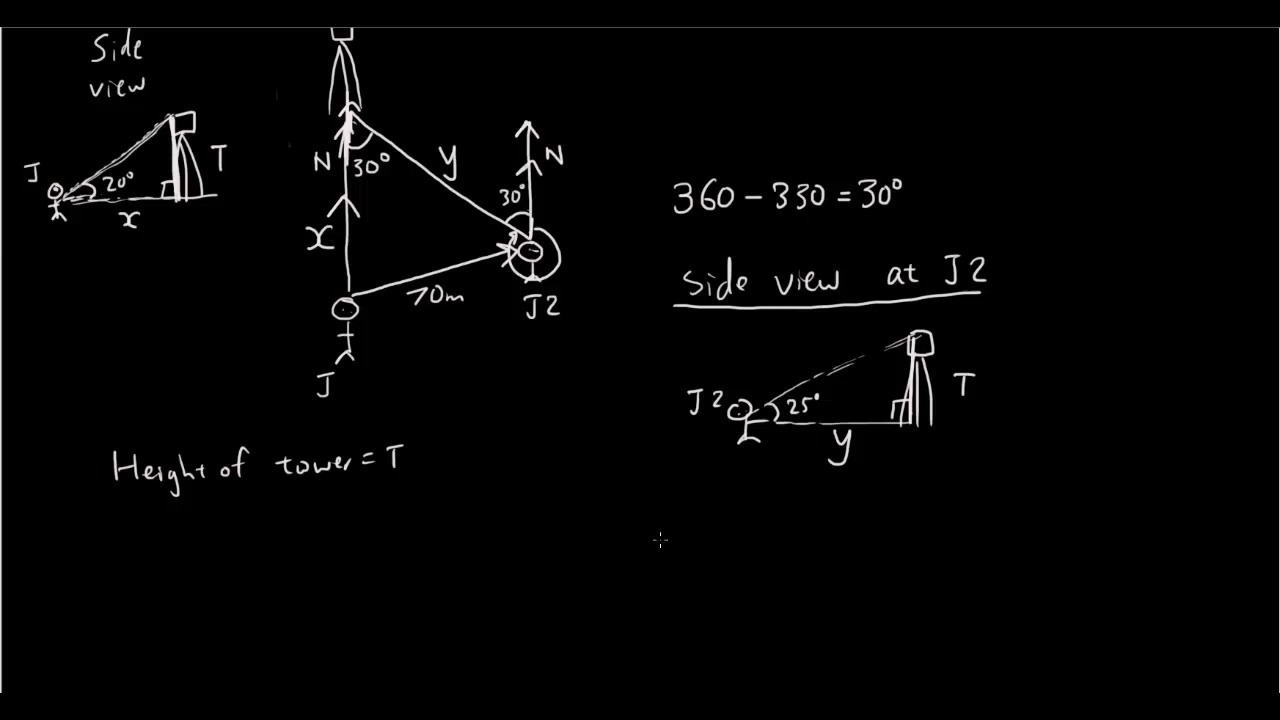 Side
view
J
20°
T
x
N
30°
y
30°
N
x
70m
J2
J
Height of tower = T
360 - 330 = 30°
Side view at J2
J2
25°
T
y